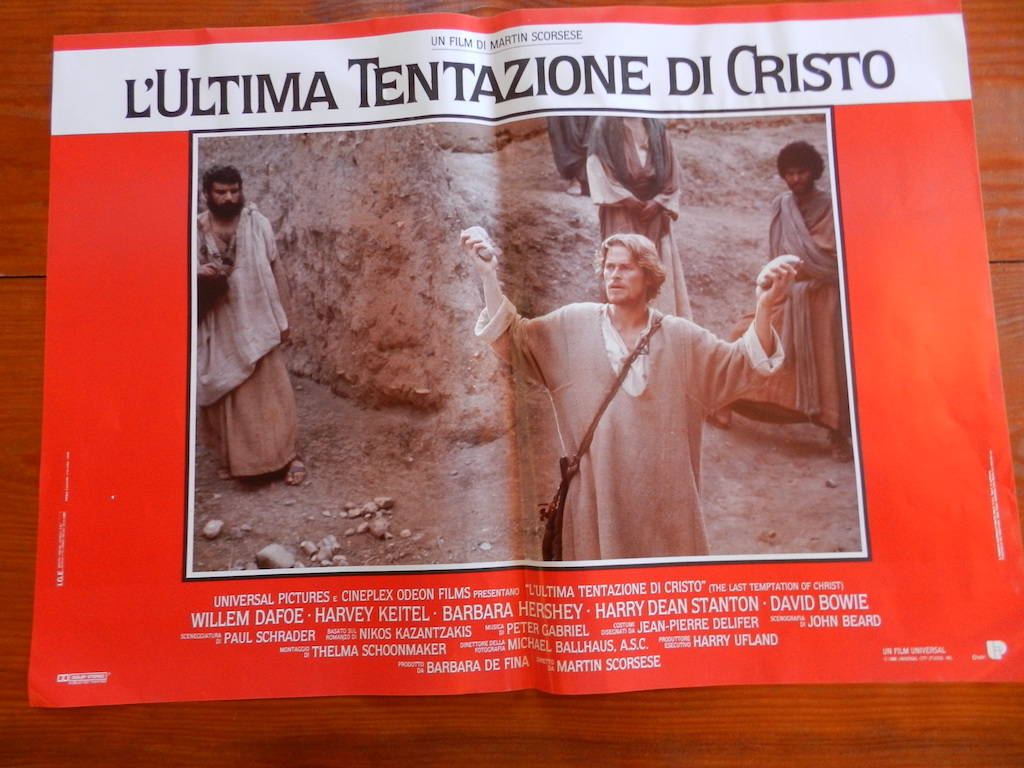 UN FILM DI MARTIN SCORSESE
L'ULTIMA TENTAZIONE DI CRISTO
UNIVERSAL PICTURES E CINEPLEX ODEON FILMS PRESENTANO "L'ULTIMA TENTAZIONE DI CRISTO" (THE LAST TEMPTATION OF CHRIST)
WILLEM DAFOE · HARVEY KEITEL · BARBARA HERSHEY · HARRY DEAN STANTON · DAVID BOWIE
SCENEGGIATURA DI PAUL SCHRADER BASATO SUL ROMANZO DI NIKOS KAZANTZAKIS MUSICA DI PETER GABRIEL COSTUMI DISEGNATI DA JEAN-PIERRE DELIFER SCENOGRAFIA DI JOHN BEARD
MONTAGGIO DI THELMA SCHOONMAKER DIRETTORE DELLA FOTOGRAFIA MICHAEL BALLHAUS, A.S.C. PRODUTTORE ESECUTIVO HARRY UFLAND
PRODOTTO DA BARBARA DE FINA DIRETTO DA MARTIN SCORSESE
UN FILM UNIVERSAL
DOLBY STEREO